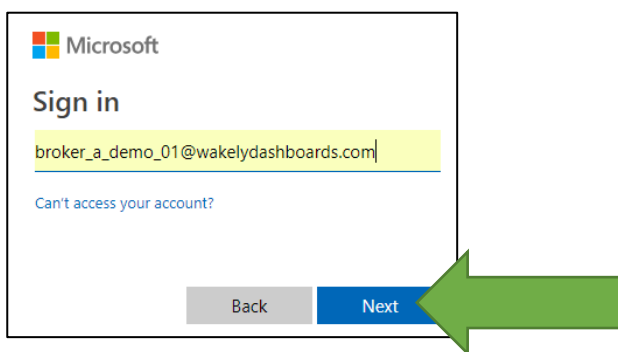 Microsoft
Sign in
broker_a_demo_01@wakelydashboards.com
Can't access your account?
Back Next